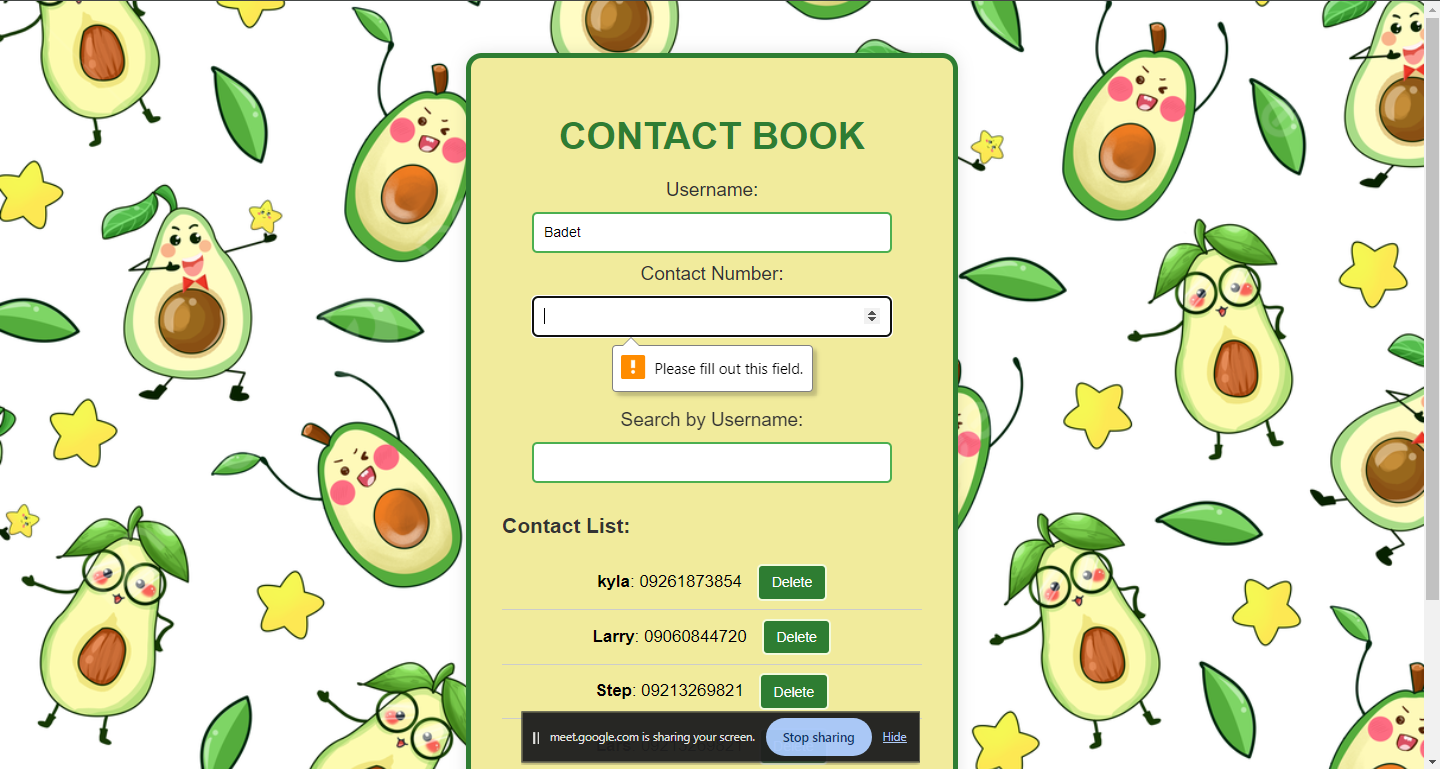 CONTACT BOOK
Username:
Badet
Contact Number:
Please fill out this field.
Search by Username:
Contact List:
kyla: 09261873854 Delete
Larry: 09060844720 Delete
Step: 09213269821 Delete
meet.google.com is sharing your screen. Stop sharing Hide